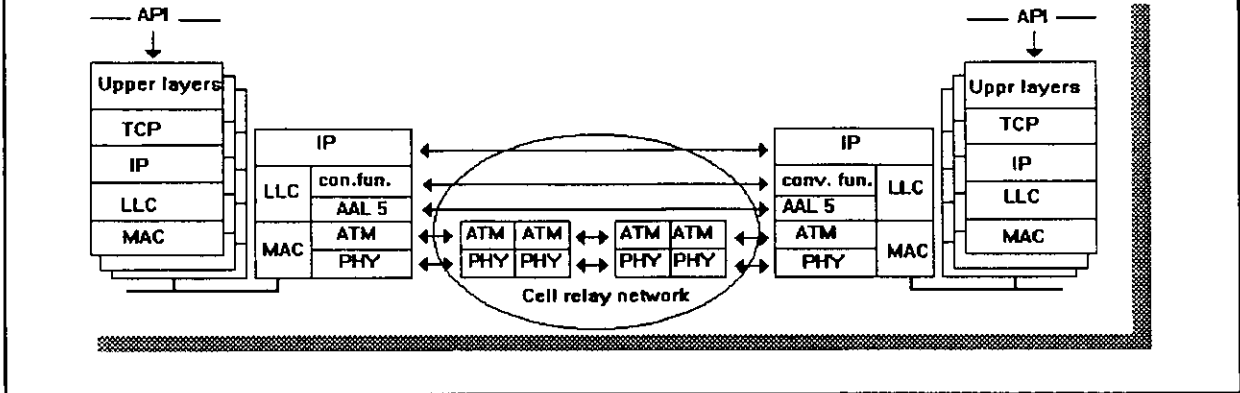 API
API
Upper layers
TCP
IP
LLC
MAC
IP
LLC
con.fun.
AAL 5
MAC
ATM
PHY
ATM ATM
PHY PHY
ATM ATM
PHY PHY
Cell relay network
IP
conv. fun.
LLC
AAL 5
ATM
MAC
PHY
Uppr layers
TCP
IP
LLC
MAC